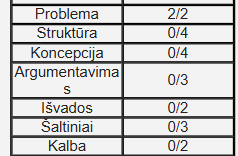 Problema 2/2
Struktūra 0/4
Koncepcija 0/4
Argumentavima
s 0/3
Išvados 0/2
Šaltiniai 0/3
Kalba 0/2